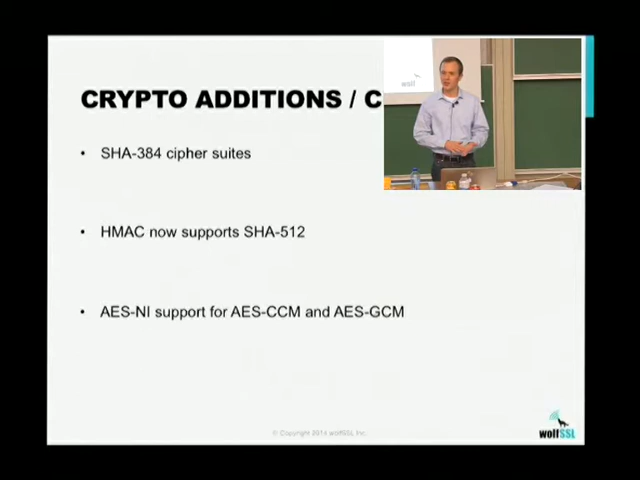 CRYPTO ADDITIONS / C
• SHA-384 cipher suites
• HMAC now supports SHA-512
• AES-NI support for AES-CCM and AES-GCM
© Copyright 2014 wolfSSL Inc.
wolfSSL
wolf